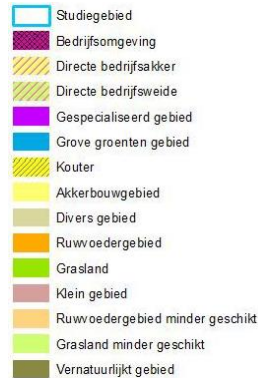 Studiegebied
Bedrijfsomgeving
Directe bedrijfsakker
Directe bedrijfsweide
Gespecialiseerd gebied
Grove groenten gebied
Kouter
Akkerbouwgebied
Divers gebied
Ruwvoedergebied
Grasland
Klein gebied
Ruwvoedergebied minder geschikt
Grasland minder geschikt
Vernatuurlijkt gebied